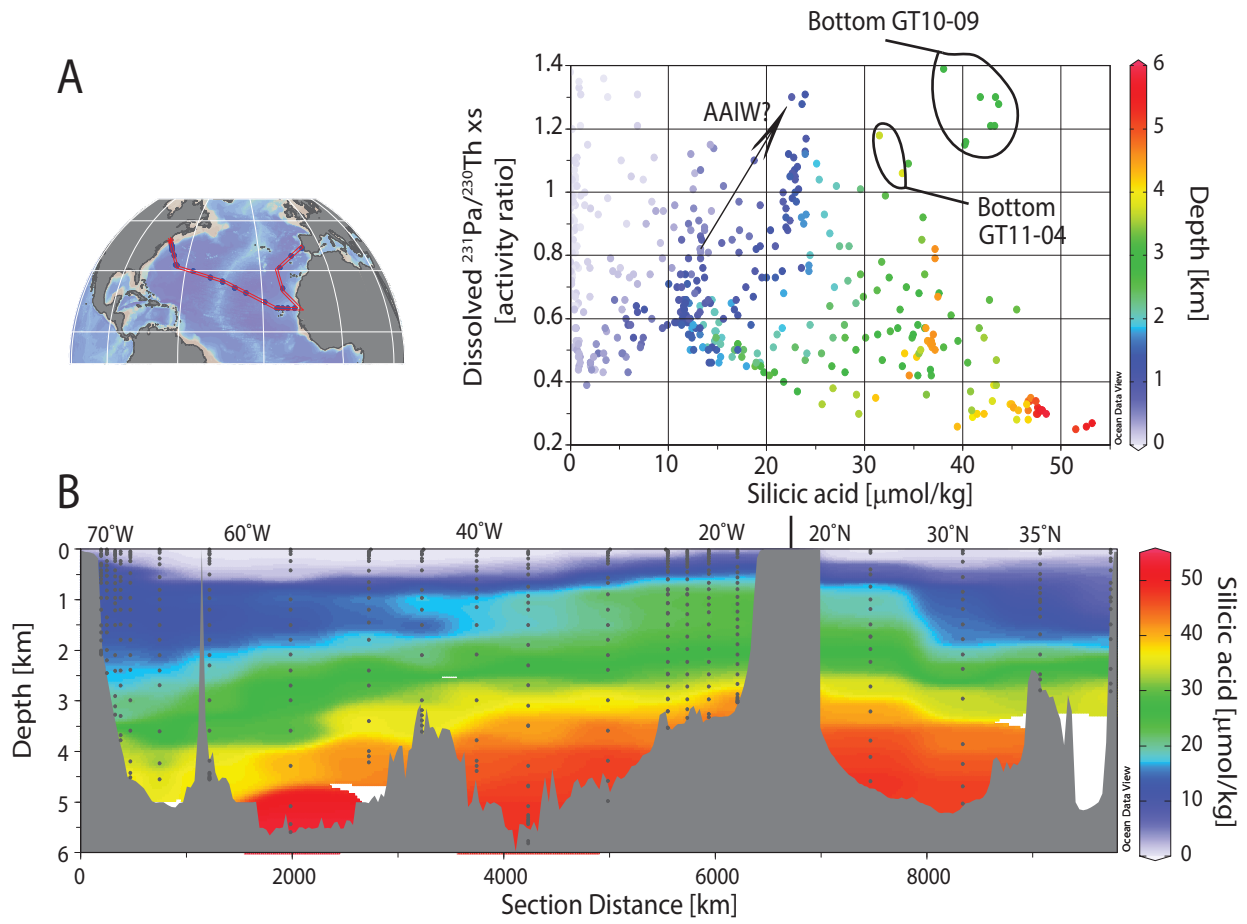 A
Bottom GT10-09
AAIW?
Bottom
GT11-04
Dissolved ²³¹Pa/²³⁰Th xs
[activity ratio]
1.4
1.2
1
0.8
0.6
0.4
0.2
0 10 20 30 40 50
Silicic acid [μmol/kg]
Ocean Data View
6
5
4
3
2
1
0
Depth [km]
B
70°W 60°W 40°W 20°W 20°N 30°N 35°N
Depth [km]
0
1
2
3
4
5
6
0 2000 4000 6000 8000
Section Distance [km]
Ocean Data View
50
40
30
20
10
0
Silicic acid [μmol/kg]